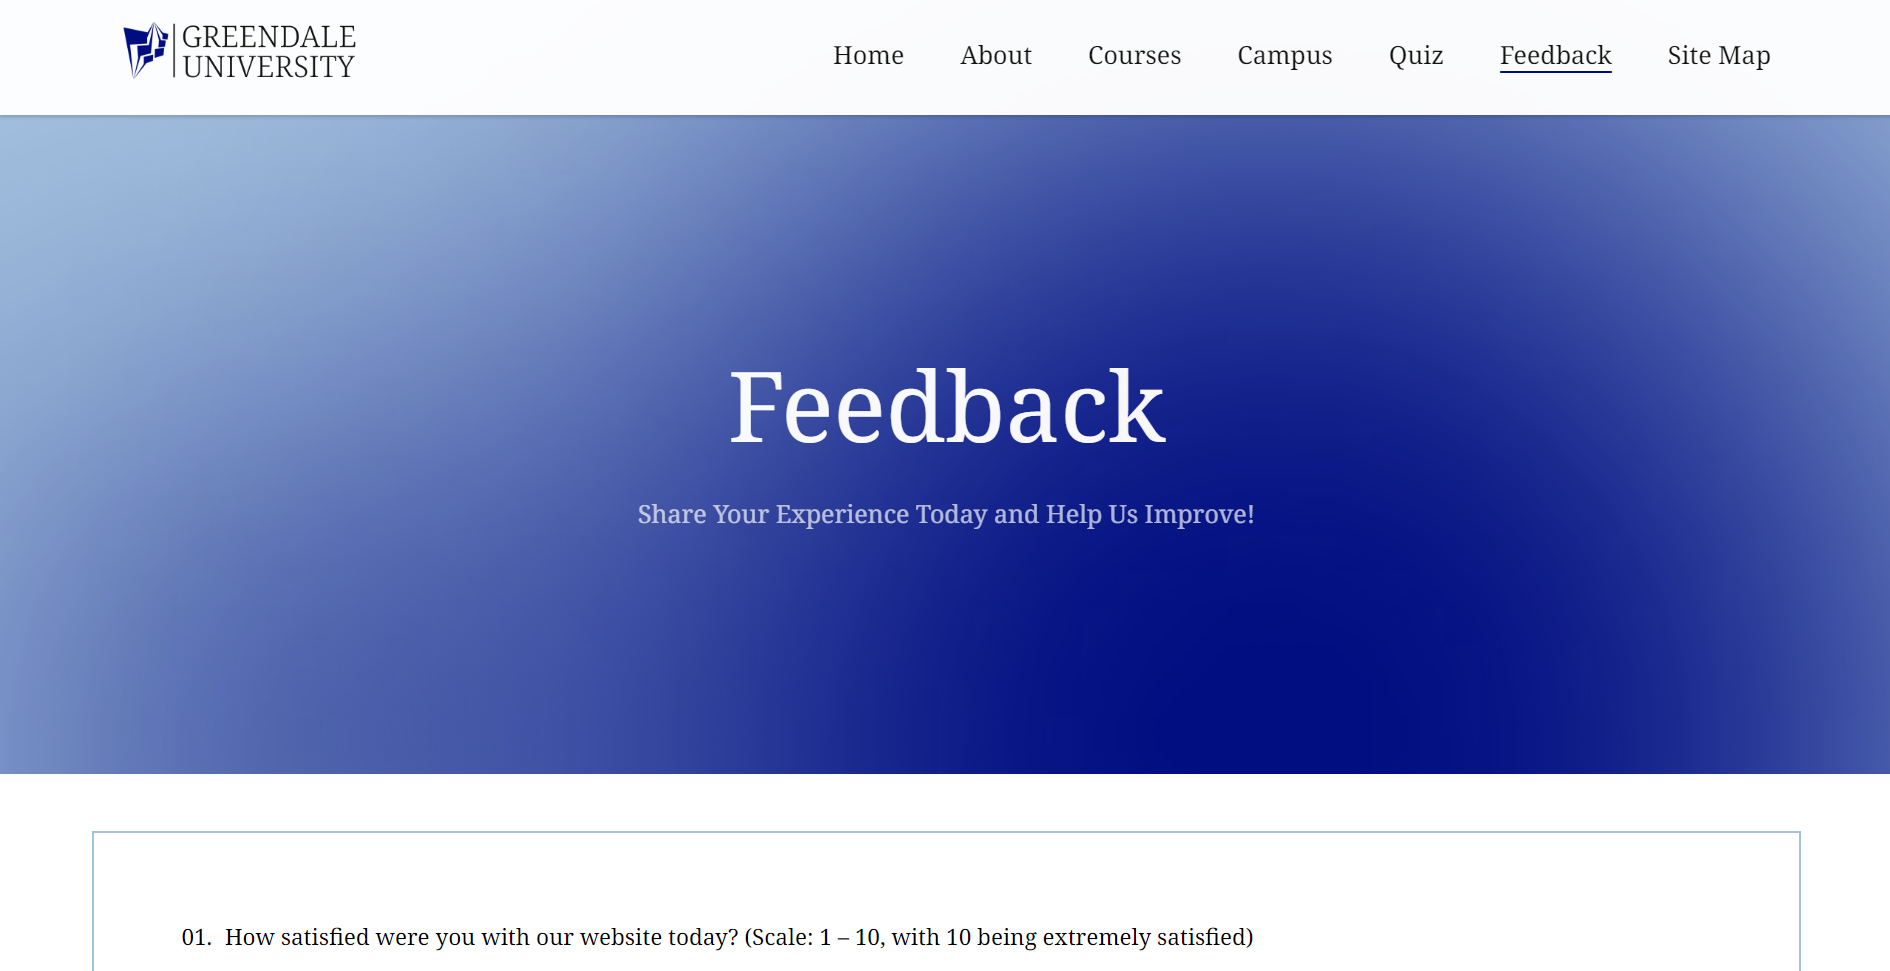 GREENDALE
UNIVERSITY
Home About Courses Campus Quiz Feedback Site Map
Feedback
Share Your Experience Today and Help Us Improve!
01. How satisfied were you with our website today? (Scale: 1 – 10, with 10 being extremely satisfied)